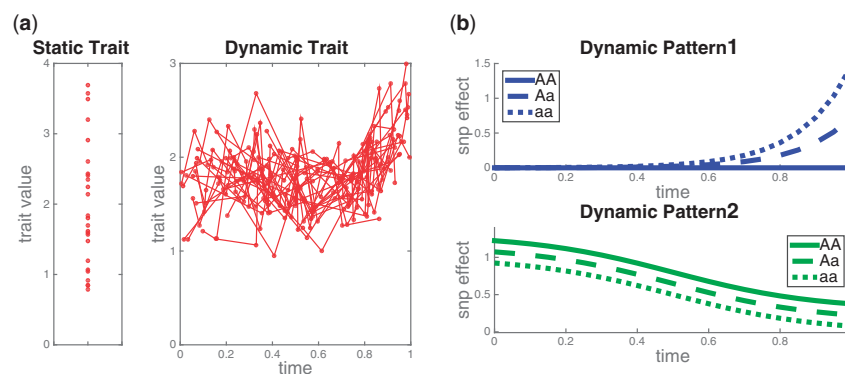 (a)
Static Trait
Dynamic Trait
trait value
4
3
2
1
0
trait value
3
2
1
0
0 0.2 0.4 0.6 0.8 1
time
(b)
Dynamic Pattern1
snp effect
1.5
1
0.5
0
AA
Aa
aa
0 0.2 0.4 0.6 0.8
time
Dynamic Pattern2
snp effect
1
0.5
0
AA
Aa
aa
0 0.2 0.4 0.6 0.8
time